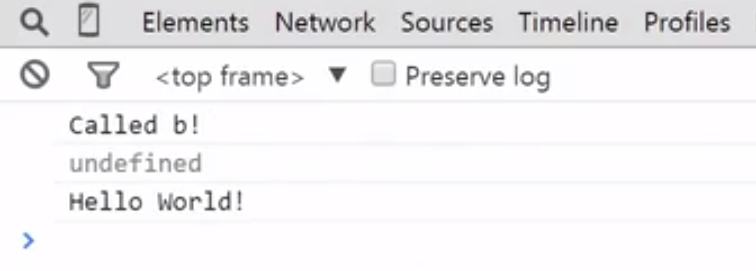 Elements Network Sources Timeline Profiles
<top frame> ▼ Preserve log
Called b!
undefined
Hello World!
>